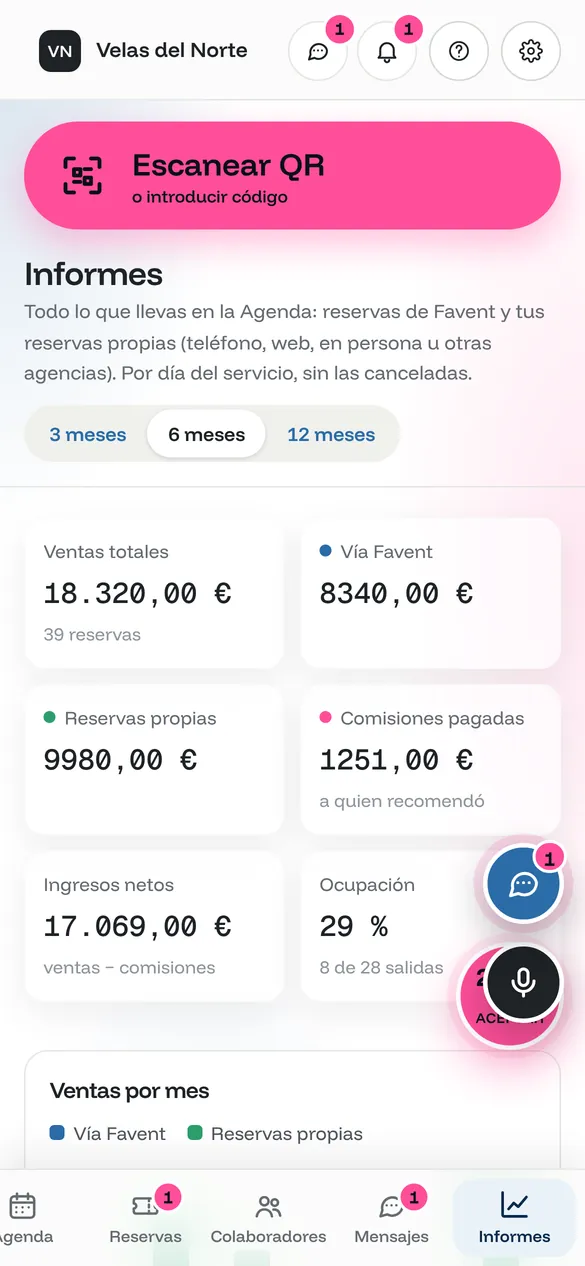 VN
Velas del Norte
1
1
Escanear QR
o introducir código
Informes
Todo lo que llevas en la Agenda: reservas de Favent y tus
reservas propias (teléfono, web, en persona u otras
agencias). Por día del servicio, sin las canceladas.
3 meses
6 meses
12 meses
Ventas totales
18.320,00 €
39 reservas
Vía Favent
8340,00 €
Reservas propias
9980,00 €
Comisiones pagadas
1251,00 €
a quien recomendó
Ingresos netos
17.069,00 €
ventas − comisiones
Ocupación
29 %
8 de 28 salidas
1
Ventas por mes
Vía Favent
Reservas propias
1
1
Reservas
Colaboradores
Mensajes
Informes